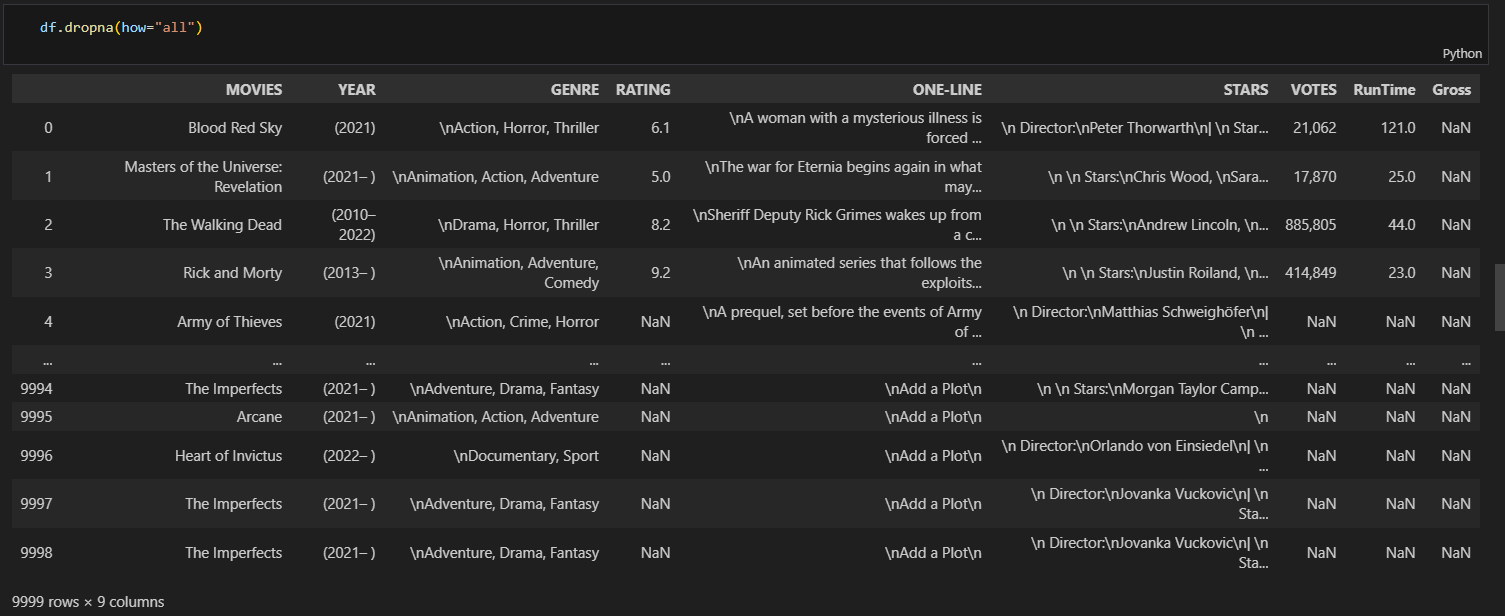 df.dropna(how="all")
Python
MOVIES YEAR GENRE RATING ONE-LINE STARS VOTES RunTime Gross
0 Blood Red Sky (2021) \nAction, Horror, Thriller 6.1 \nA woman with a mysterious illness is forced ... \n Director:\nPeter Thorwarth\n| \n Star... 21,062 121.0 NaN
1 Masters of the Universe: Revelation (2021– ) \nAnimation, Action, Adventure 5.0 \nThe war for Eternia begins again in what may... \n \n Stars:\nChris Wood, \nSara... 17,870 25.0 NaN
2 The Walking Dead (2010–2022) \nDrama, Horror, Thriller 8.2 \nSheriff Deputy Rick Grimes wakes up from a c... \n \n Stars:\nAndrew Lincoln, \n... 885,805 44.0 NaN
3 Rick and Morty (2013– ) \nAnimation, Adventure, Comedy 9.2 \nAn animated series that follows the exploits... \n \n Stars:\nJustin Roiland, \n... 414,849 23.0 NaN
4 Army of Thieves (2021) \nAction, Crime, Horror NaN \nA prequel, set before the events of Army of ... \n Director:\nMatthias Schweighöfer\n| \n ... NaN NaN NaN
... ... ... ... ... ... ... ... ... ...
9994 The Imperfects (2021– ) \nAdventure, Drama, Fantasy NaN \nAdd a Plot\n \n \n Stars:\nMorgan Taylor Camp... NaN NaN NaN
9995 Arcane (2021– ) \nAnimation, Action, Adventure NaN \nAdd a Plot\n \n NaN NaN NaN
9996 Heart of Invictus (2022– ) \nDocumentary, Sport NaN \nAdd a Plot\n \n Director:\nOrlando von Einsiedel\n| \n ... NaN NaN NaN
9997 The Imperfects (2021– ) \nAdventure, Drama, Fantasy NaN \nAdd a Plot\n \n Director:\nJovanka Vuckovic\n| \n Sta... NaN NaN NaN
9998 The Imperfects (2021– ) \nAdventure, Drama, Fantasy NaN \nAdd a Plot\n \n Director:\nJovanka Vuckovic\n| \n Sta... NaN NaN NaN
9999 rows × 9 columns